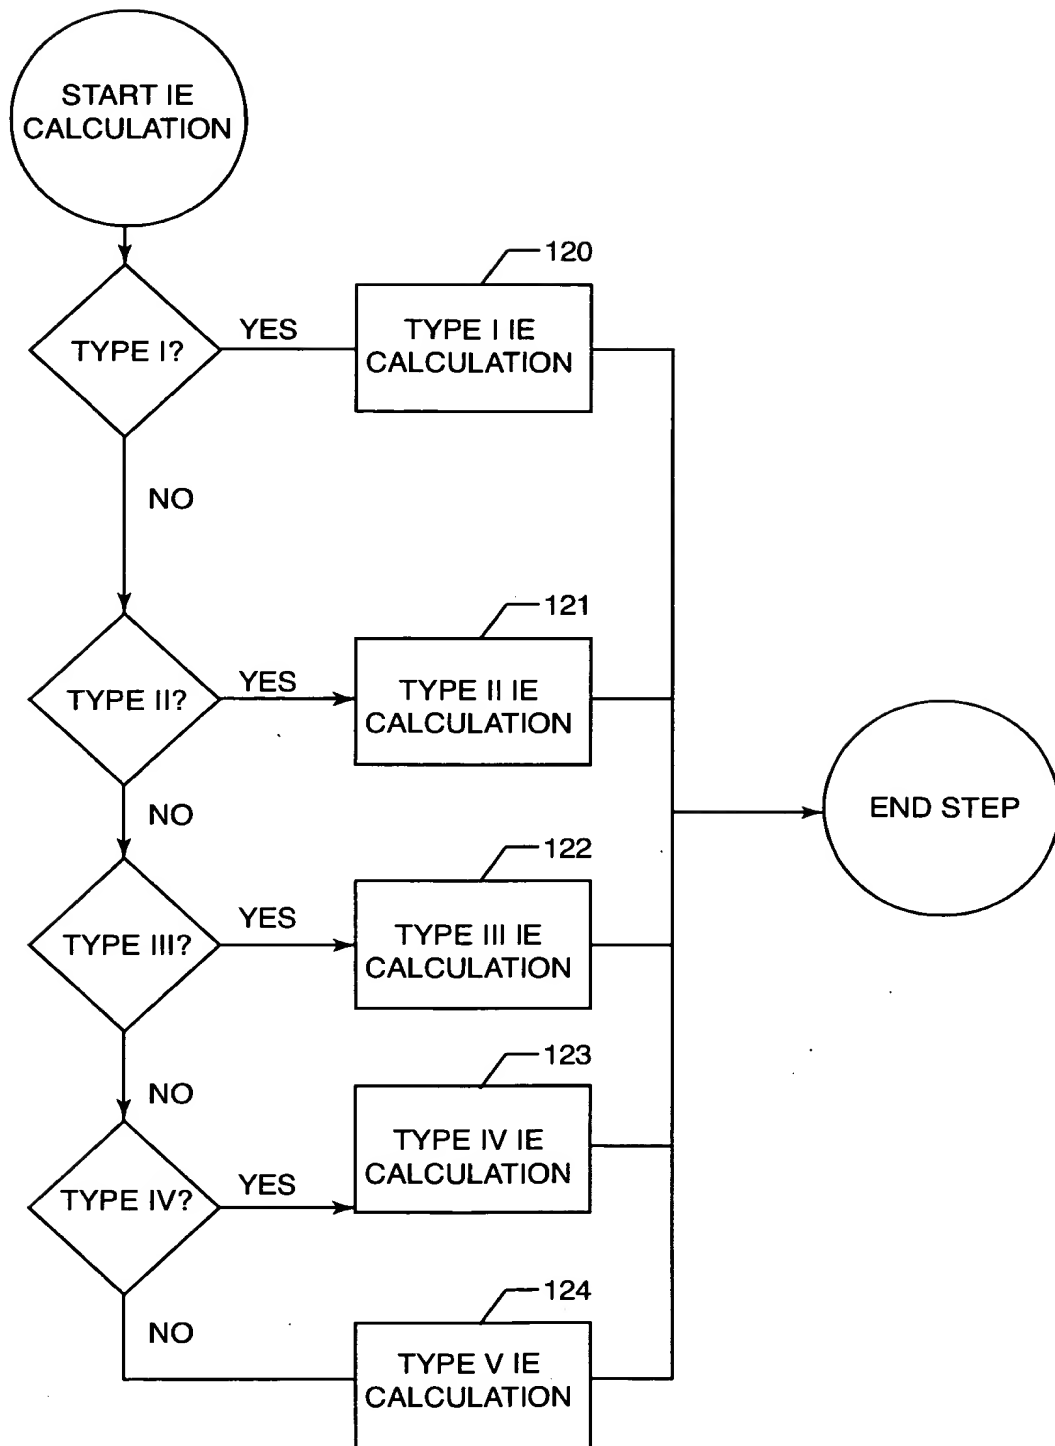 START IE
CALCULATION
120
TYPE I?
YES
TYPE I IE
CALCULATION
NO
121
TYPE II?
YES
TYPE II IE
CALCULATION
NO
END STEP
122
TYPE III?
YES
TYPE III IE
CALCULATION
NO
123
TYPE IV?
YES
TYPE IV IE
CALCULATION
NO
124
TYPE V IE
CALCULATION